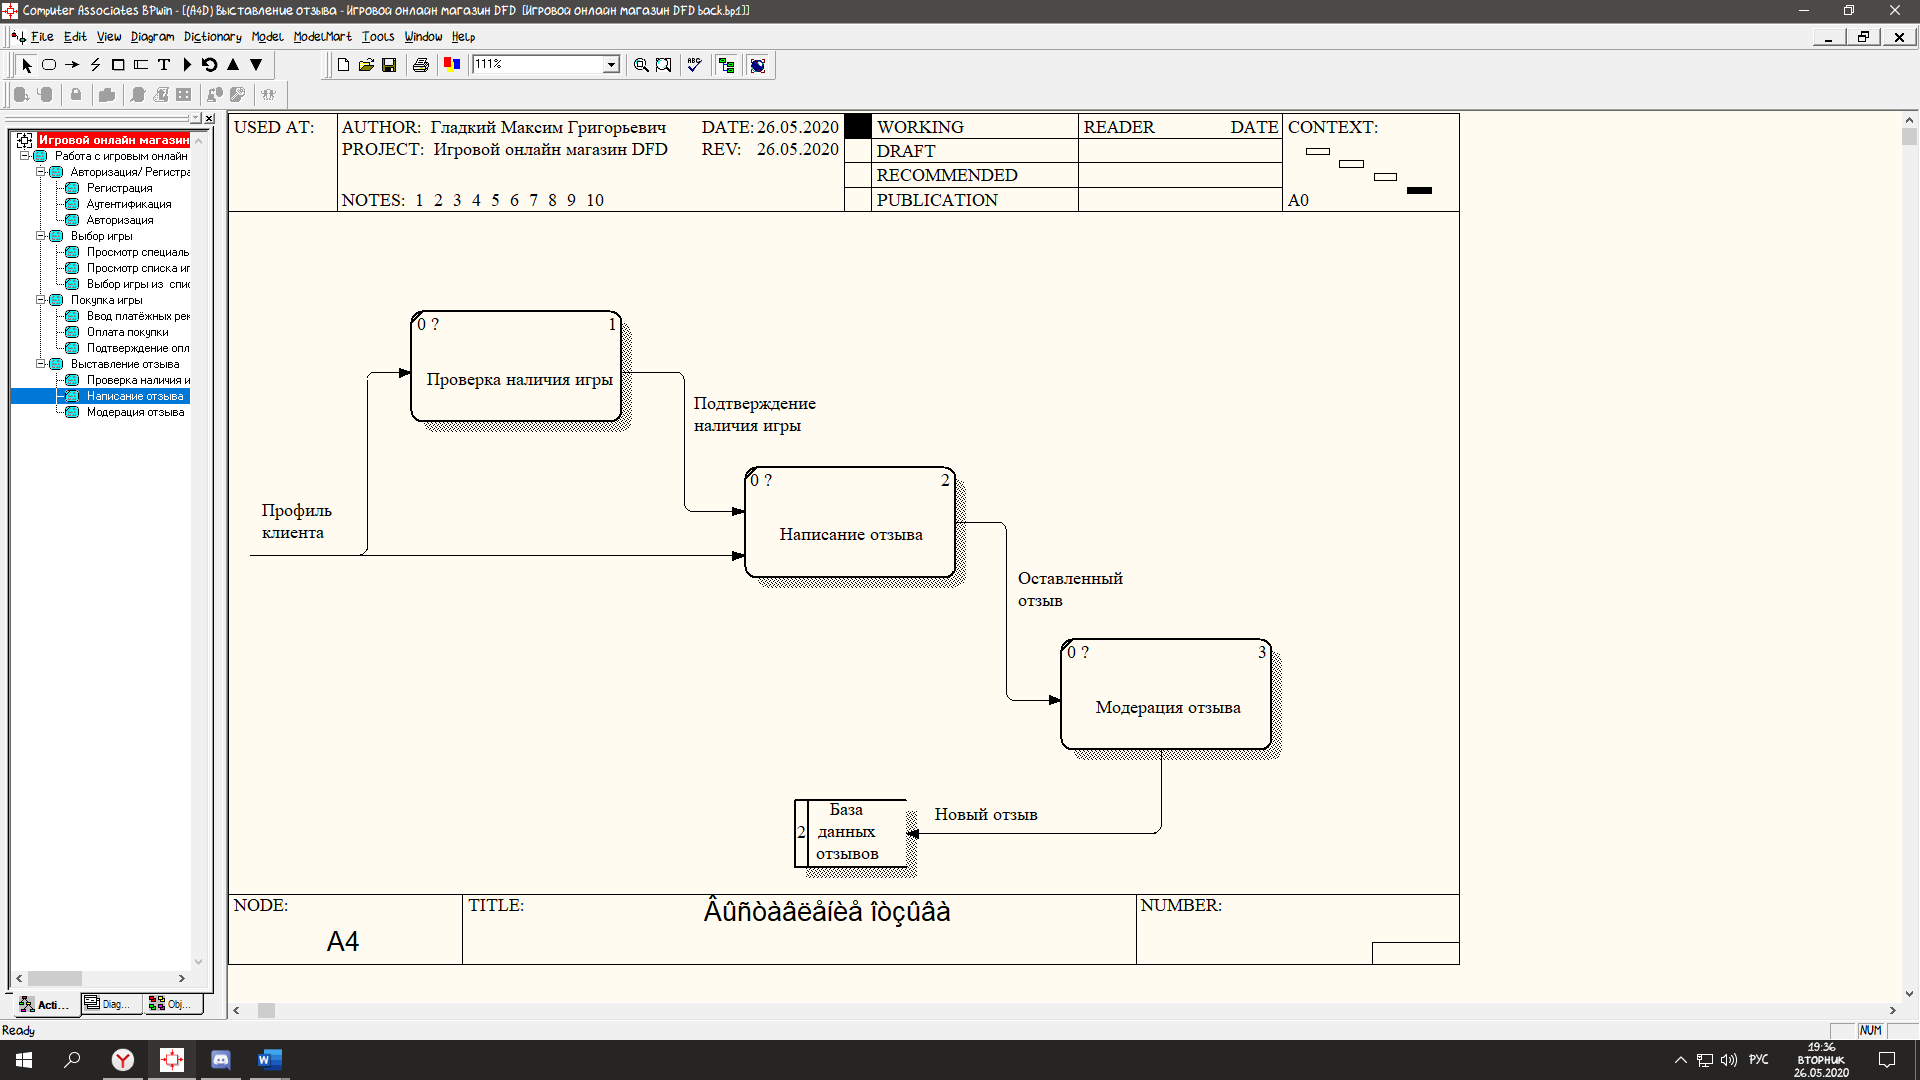 Computer Associates BPwin - [(A4D) Выставление отзыва - Игровой онлайн магазин DFD  [Игровой онлайн магазин DFD back.bp1]]
File Edit View Diagram Dictionary Model ModelMart Tools Window Help
T
111%
ABC
Игровой онлайн магазин
Работа с игровым онлайн
Авторизация/ Регистра
Регистрация
Аутентификация
Авторизация
Выбор игры
Просмотр специаль
Просмотр списка иг
Выбор игры из спис
Покупка игры
Ввод платёжных рек
Оплата покупки
Подтверждение опл
Выставление отзыва
Проверка наличия и
Написание отзыва
Модерация отзыва
Acti... Diag... Obj...
USED AT:
AUTHOR: Гладкий Максим Григорьевич
DATE: 26.05.2020
PROJECT: Игровой онлайн магазин DFD
REV: 26.05.2020
NOTES: 1 2 3 4 5 6 7 8 9 10
WORKING
DRAFT
RECOMMENDED
PUBLICATION
READER DATE
CONTEXT:
A0
0 ? 1
Проверка наличия игры
Подтверждение
наличия игры
Профиль
клиента
0 ? 2
Написание отзыва
Оставленный
отзыв
0 ? 3
Модерация отзыва
Новый отзыв
2
База
данных
отзывов
NODE:
A4
TITLE:
Âûñòàâëåíèå îòçûâà
NUMBER:
Ready
NUM
W
РУС
19:36
ВТОРНИК
26.05.2020